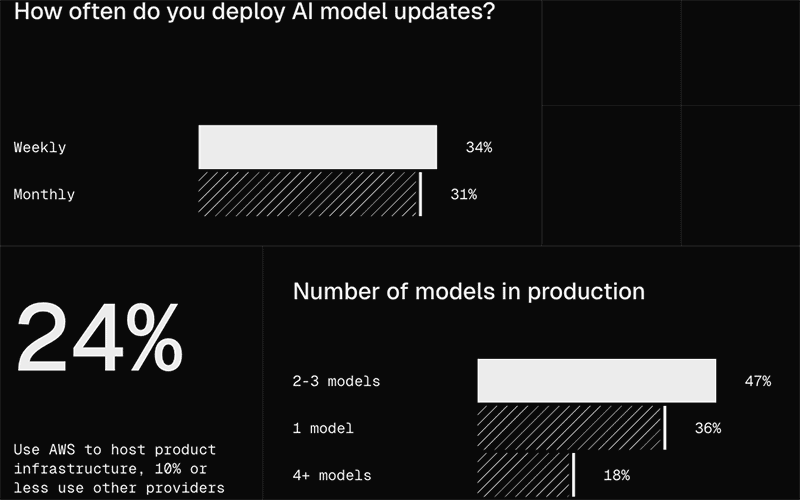 How often do you deploy AI model updates?
Weekly 34%
Monthly 31%
24%
Use AWS to host product
infrastructure, 10% or
less use other providers
Number of models in production
2-3 models 47%
1 model 36%
4+ models 18%